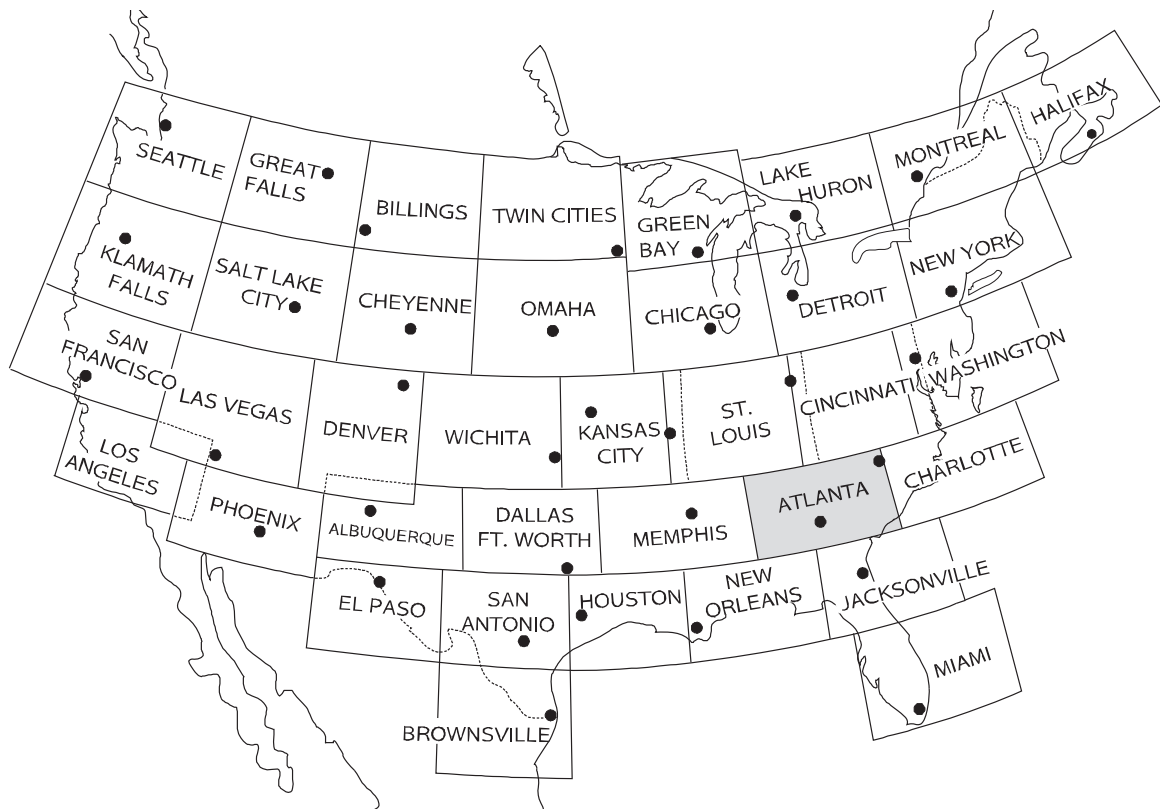 SEATTLE
GREAT
FALLS
BILLINGS
TWIN CITIES
GREEN
BAY
LAKE
HURON
MONTREAL
HALIFAX
KLAMATH
FALLS
SALT LAKE
CITY
CHEYENNE
OMAHA
CHICAGO
DETROIT
NEW YORK
SAN
FRANCISCO
LAS VEGAS
DENVER
WICHITA
KANSAS
CITY
ST.
LOUIS
CINCINNATI
WASHINGTON
LOS
ANGELES
PHOENIX
ALBUQUERQUE
DALLAS
FT. WORTH
MEMPHIS
ATLANTA
CHARLOTTE
EL PASO
SAN
ANTONIO
HOUSTON
NEW
ORLEANS
JACKSONVILLE
BROWNSVILLE
MIAMI